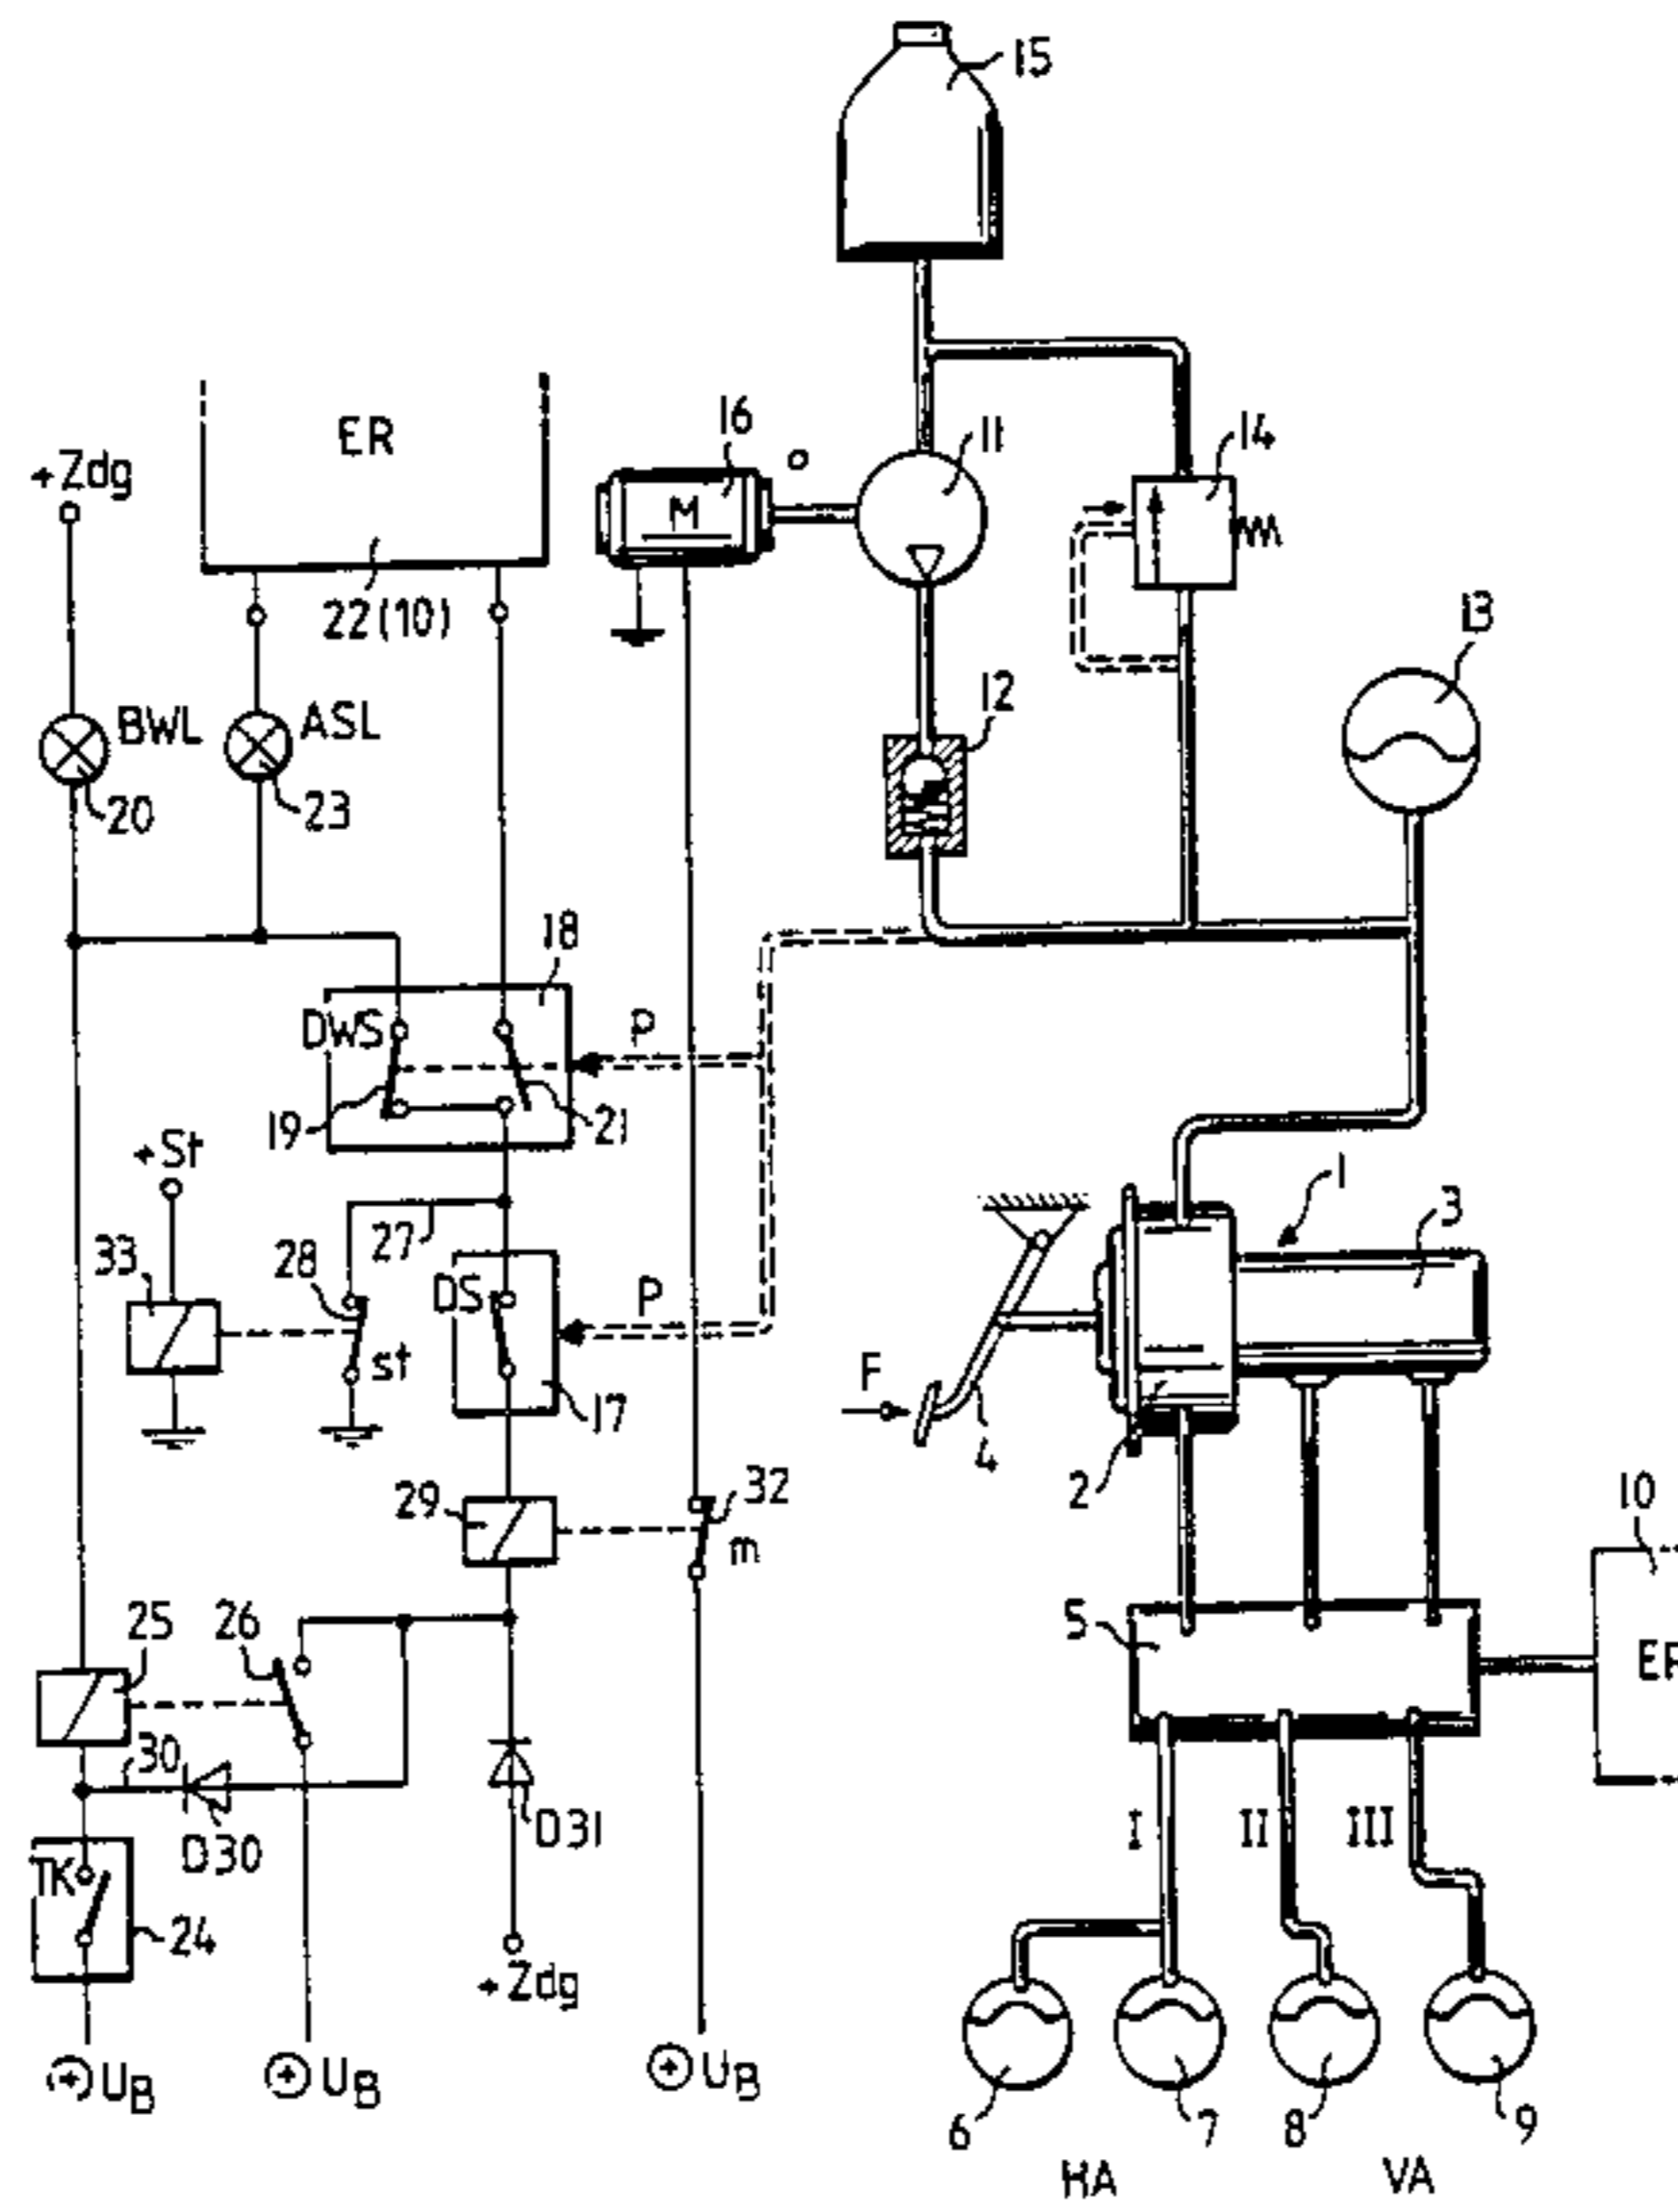 15
ER
16
11
14
+Zdg
M
22(10)
13
12
BWL
ASL
20
23
18
DWS
P
19
21
+St
1
3
27
33
28
DS
P
st
F
17
4
2
29
32
m
10
5
ER
25
26
30
D30
D31
I
II
III
TK
24
+Zdg
+ UB
+ UB
+ UB
6
7
8
9
HA
VA